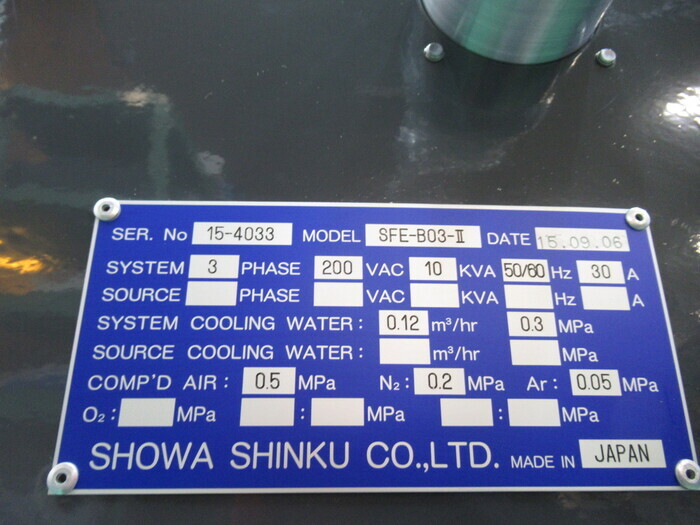 SER. No 15-4033 MODEL SFE-B03-Ⅱ DATE 15.09.06
SYSTEM 3 PHASE 200 VAC 10 KVA 50/60 Hz 30 A
SOURCE PHASE VAC KVA Hz A
SYSTEM COOLING WATER : 0.12 m³/hr 0.3 MPa
SOURCE COOLING WATER : m³/hr MPa
COMP'D AIR : 0.5 MPa N₂ : 0.2 MPa Ar : 0.05 MPa
O₂ : MPa : MPa : MPa
SHOWA SHINKU CO.,LTD. MADE IN JAPAN